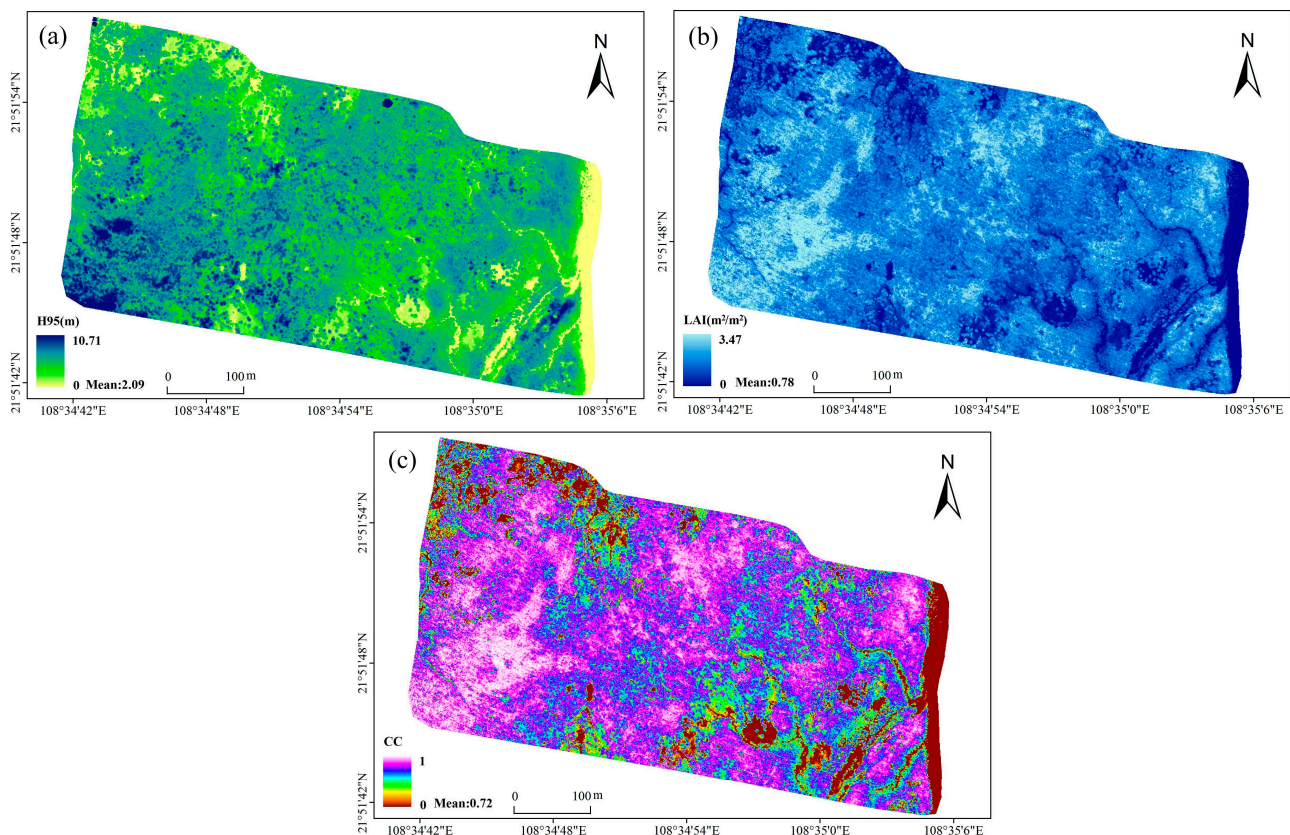 (a)
N
21°51'54"N
21°51'48"N
21°51'42"N
H95(m)
10.71
0 Mean:2.09
0 100 m
108°34'42"E 108°34'48"E 108°34'54"E 108°35'0"E 108°35'6"E
(b)
N
21°51'54"N
21°51'48"N
21°51'42"N
LAI(m²/m²)
3.47
0 Mean:0.78
0 100 m
108°34'42"E 108°34'48"E 108°34'54"E 108°35'0"E 108°35'6"E
(c)
N
21°51'54"N
21°51'48"N
21°51'42"N
CC
1
0 Mean:0.72
0 100 m
108°34'42"E 108°34'48"E 108°34'54"E 108°35'0"E 108°35'6"E